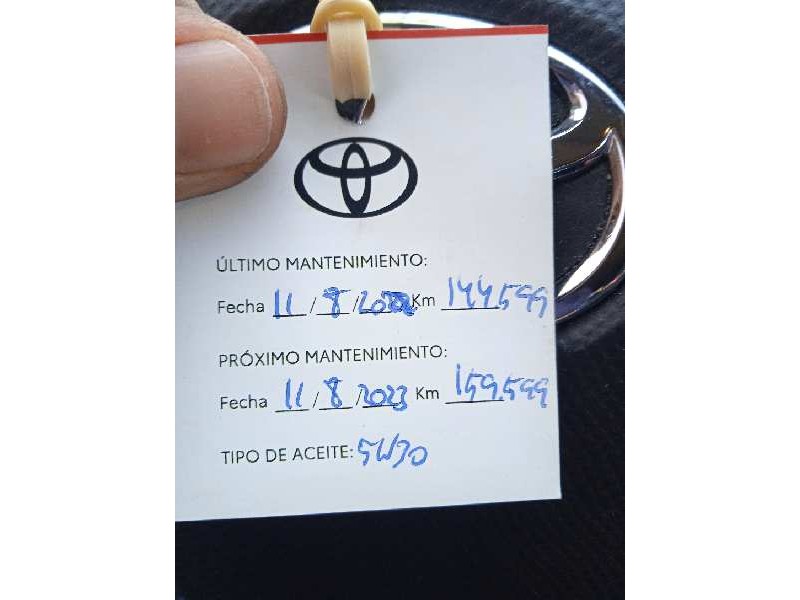 ÚLTIMO MANTENIMIENTO:
Fecha 11/8/2022 Km 144.599
PRÓXIMO MANTENIMIENTO:
Fecha 11/8/2023 Km 159.599
TIPO DE ACEITE: 5W30